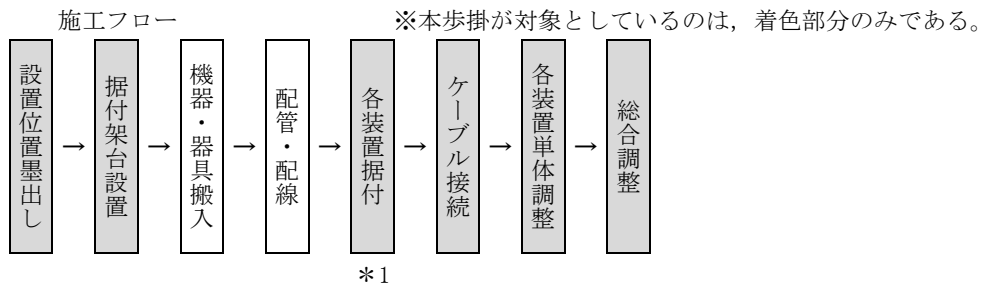 施工フロー
※本歩掛が対象としているのは，着色部分のみである。
設置位置墨出し
→
据付架台設置
→
機器・器具搬入
→
配管・配線
→
各装置据付
→
ケーブル接続
→
各装置単体調整
→
総合調整
＊1